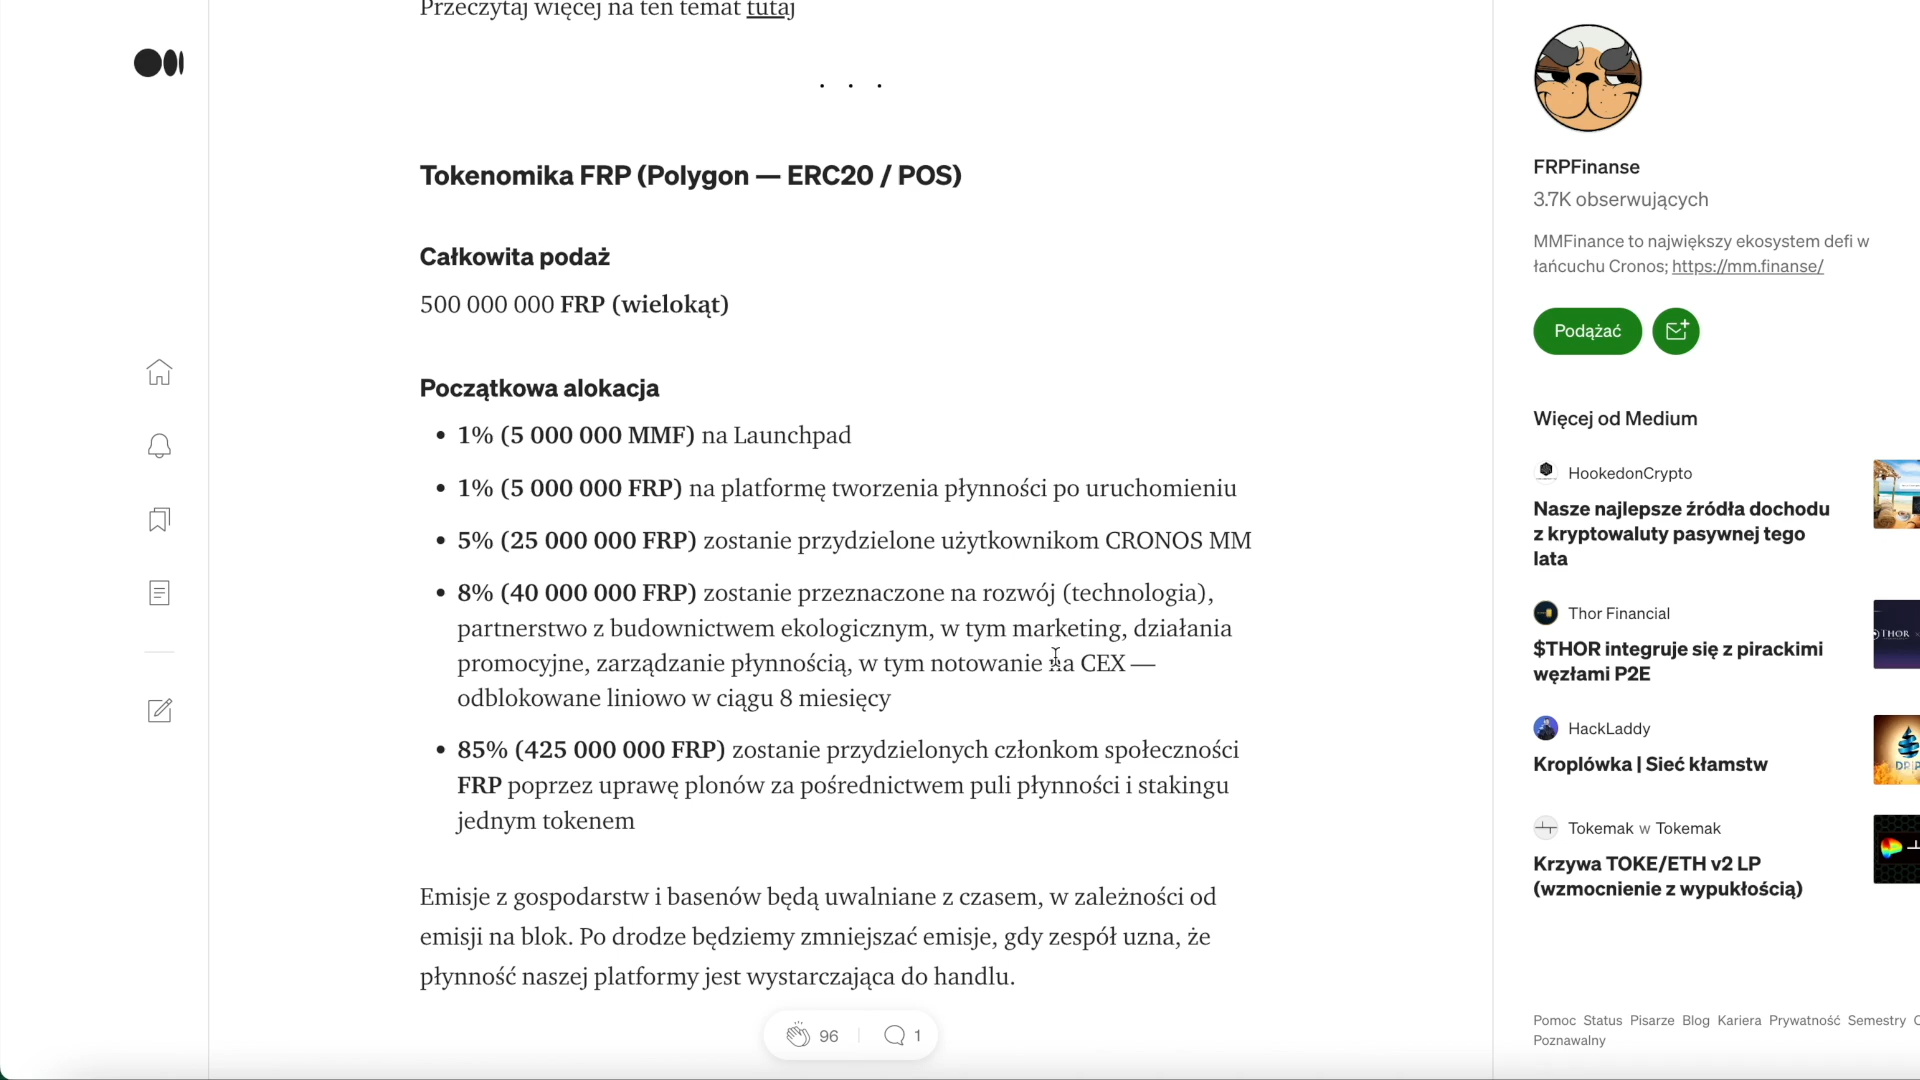 Przeczytaj więcej na ten temat tutaj
. . .
Tokenomika FRP (Polygon — ERC20 / POS)
Całkowita podaż
500 000 000 FRP (wielokąt)
Początkowa alokacja
• 1% (5 000 000 MMF) na Launchpad
• 1% (5 000 000 FRP) na platformę tworzenia płynności po uruchomieniu
• 5% (25 000 000 FRP) zostanie przydzielone użytkownikom CRONOS MM
• 8% (40 000 000 FRP) zostanie przeznaczone na rozwój (technologia),
partnerstwo z budownictwem ekologicznym, w tym marketing, działania
promocyjne, zarządzanie płynnością, w tym notowanie na CEX —
odblokowane liniowo w ciągu 8 miesięcy
• 85% (425 000 000 FRP) zostanie przydzielonych członkom społeczności
FRP poprzez uprawę plonów za pośrednictwem puli płynności i stakingu
jednym tokenem
Emisje z gospodarstw i basenów będą uwalniane z czasem, w zależności od
emisji na blok. Po drodze będziemy zmniejszać emisje, gdy zespół uzna, że
płynność naszej platformy jest wystarczająca do handlu.
96
1
FRPFinanse
3.7K obserwujących
MMFinance to największy ekosystem defi w
łańcuchu Cronos; https://mm.finanse/
Podążać
Więcej od Medium
HookedonCrypto
Nasze najlepsze źródła dochodu
z kryptowaluty pasywnej tego
lata
Thor Financial
$THOR integruje się z pirackimi
węzłami P2E
THOR
HackLaddy
Kroplówka | Sieć kłamstw
Tokemak w Tokemak
Krzywa TOKE/ETH v2 LP
(wzmocnienie z wypukłością)
Pomoc Status Pisarze Blog Kariera Prywatność Semestry
Poznawalny